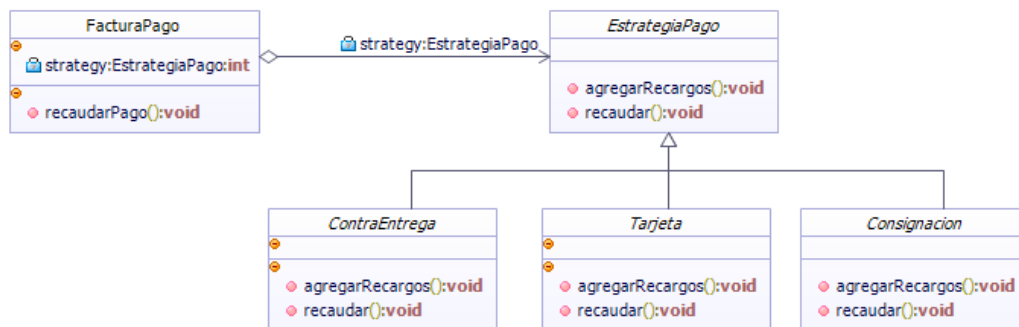 FacturaPago
strategy:EstrategiaPago:int
recaudarPago():void
strategy:EstrategiaPago
EstrategiaPago
agregarRecargos():void
recaudar():void
ContraEntrega
agregarRecargos():void
recaudar():void
Tarjeta
agregarRecargos():void
recaudar():void
Consignacion
agregarRecargos():void
recaudar():void